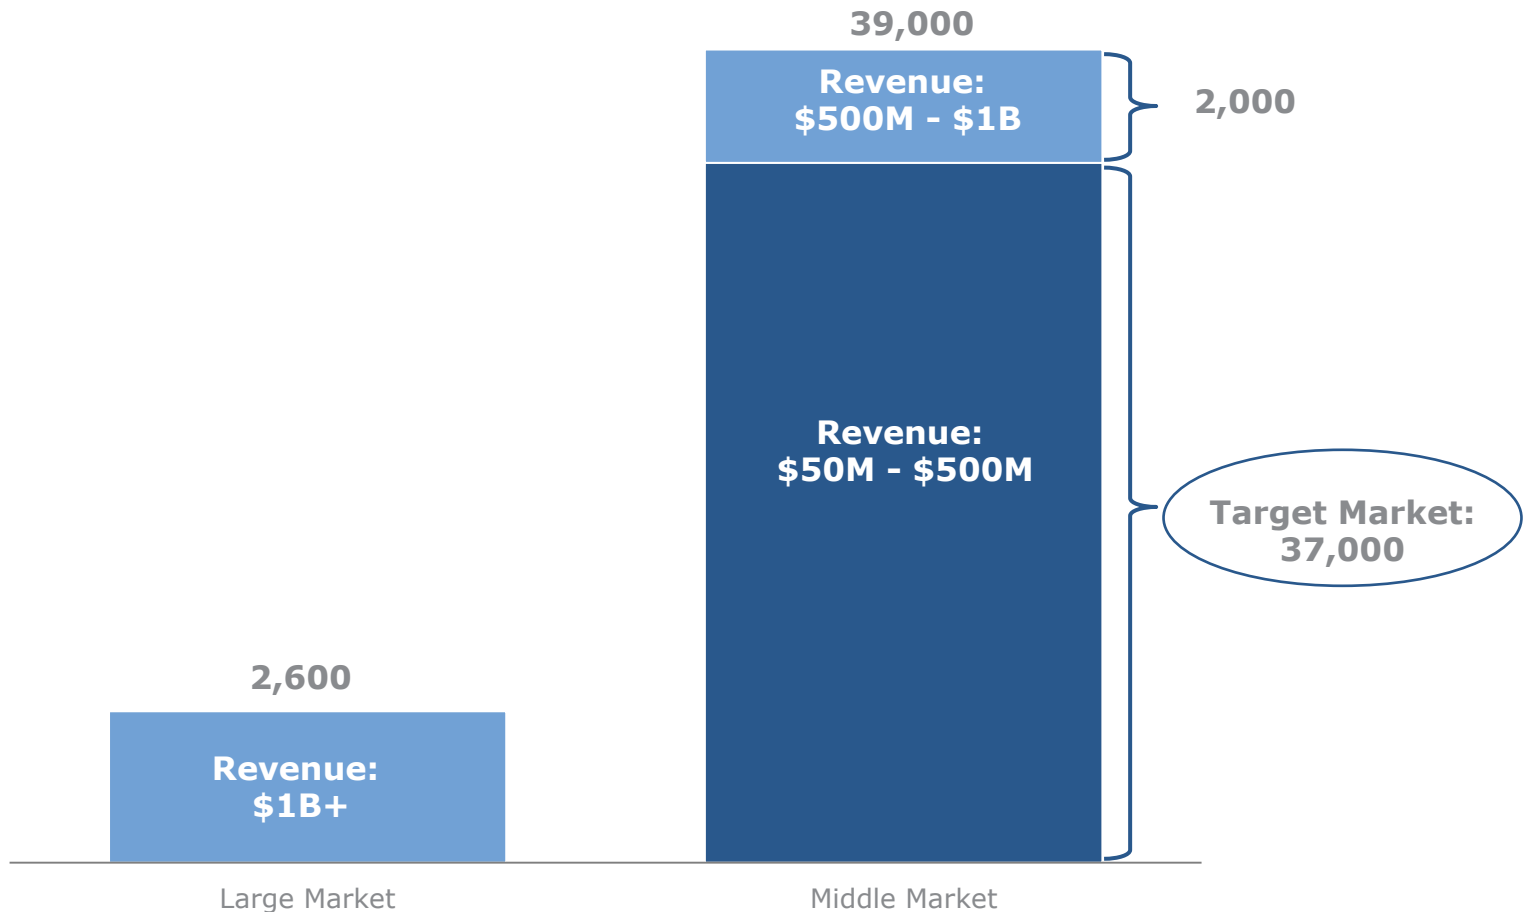 39,000
Revenue:
$500M - $1B
2,000
Revenue:
$50M - $500M
Target Market:
37,000
2,600
Revenue:
$1B+
Large Market
Middle Market